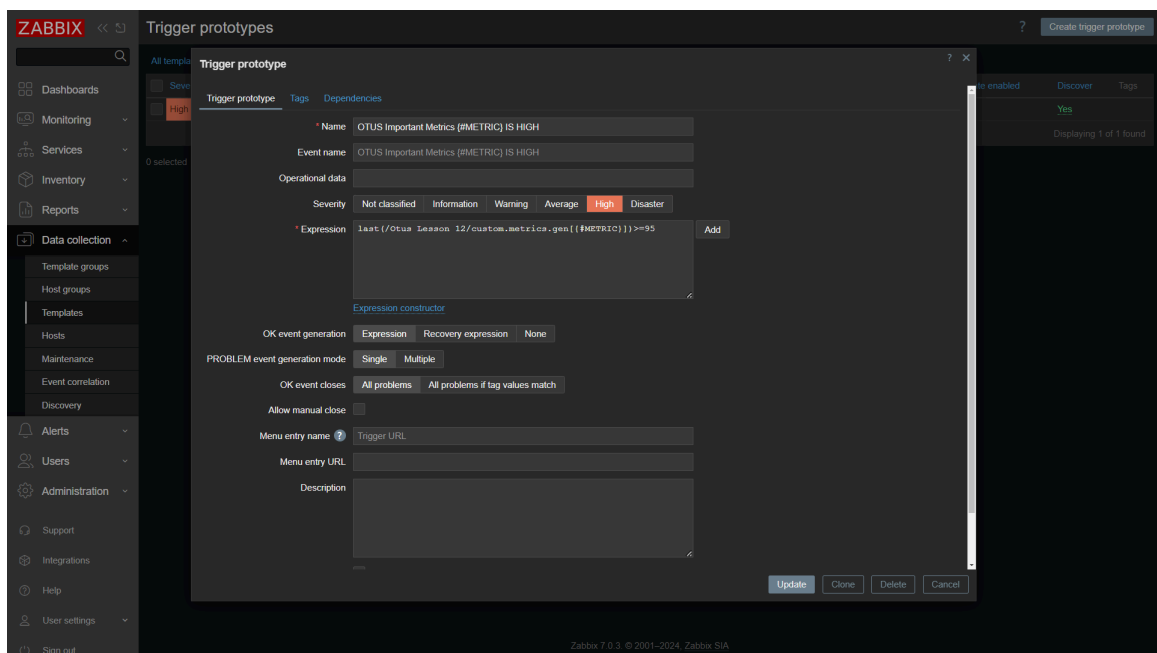 ZABBIX
Trigger prototypes
?
Create trigger prototype
All templa
Trigger prototype
? ×
Seve
te enabled
Discover
Tags
High
Yes
Displaying 1 of 1 found
0 selected
Dashboards
Monitoring
Services
Inventory
Reports
Data collection
Template groups
Host groups
Templates
Hosts
Maintenance
Event correlation
Discovery
Alerts
Users
Administration
Support
Integrations
Help
User settings
Sign out
Trigger prototype Tags Dependencies
* Name OTUS Important Metrics {#METRIC} IS HIGH
Event name OTUS Important Metrics {#METRIC} IS HIGH
Operational data
Severity Not classified Information Warning Average High Disaster
* Expression last(/Otus Lesson 12/custom.metrics.gen[{#METRIC}])>=95 Add
Expression constructor
OK event generation Expression Recovery expression None
PROBLEM event generation mode Single Multiple
OK event closes All problems All problems if tag values match
Allow manual close
Menu entry name ? Trigger URL
Menu entry URL
Description
Update Clone Delete Cancel
Zabbix 7.0.3. © 2001–2024, Zabbix SIA